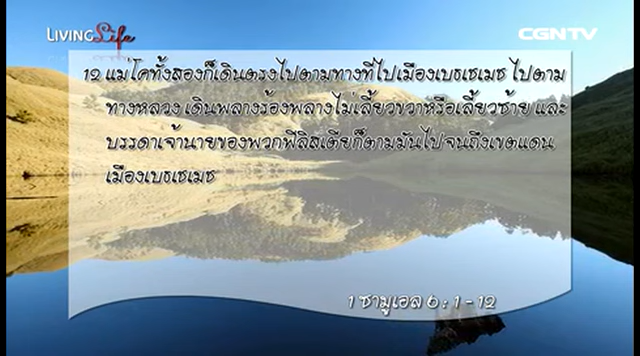 LIVING Life
CGNTV
12 แม่โคทั้งสองก็เดินตรงไปตามทางที่ไปเมืองเบธเชเมช ไปตาม
ทางหลวง เดินพลางร้องพลางไม่เลี้ยวขวาหรือเลี้ยวซ้าย และ
บรรดาเจ้านายของพวกฟีลิสเตียก็ตามมันไป จนถึงเขตแดน
เมืองเบธเชเมช
1 ซามูเอล 6 : 1 - 12